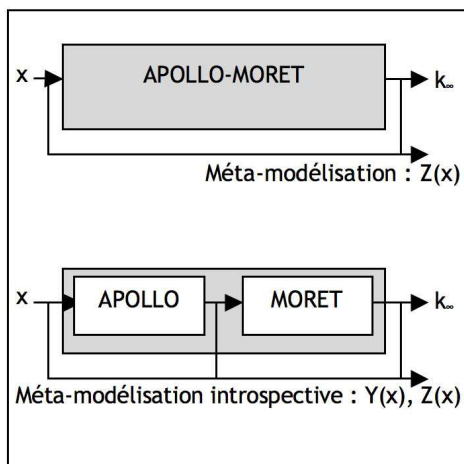 x APOLLO-MORET k∞
Méta-modélisation : Z(x)
x APOLLO MORET k∞
Méta-modélisation introspective : Y(x), Z(x)